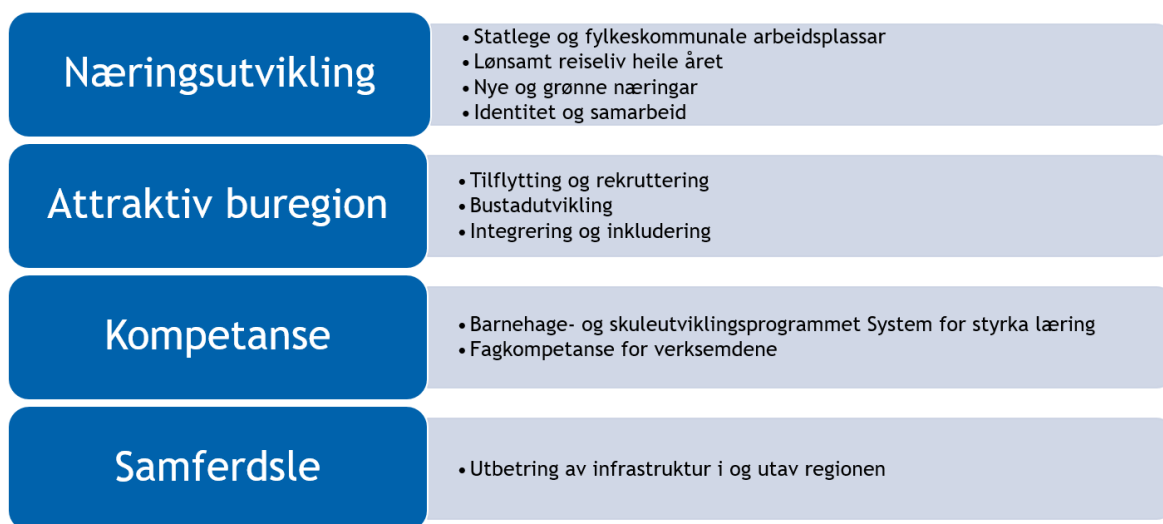 Næringsutvikling
• Statlege og fylkeskommunale arbeidsplassar
• Lønsamt reiseliv heile året
• Nye og grønne næringar
• Identitet og samarbeid
Attraktiv buregion
• Tilflytting og rekruttering
• Bustadutvikling
• Integrering og inkludering
Kompetanse
• Barnehage- og skuleutviklingsprogrammet System for styrka læring
• Fagkompetanse for verksemdene
Samferdsle
• Utbetring av infrastruktur i og utav regionen